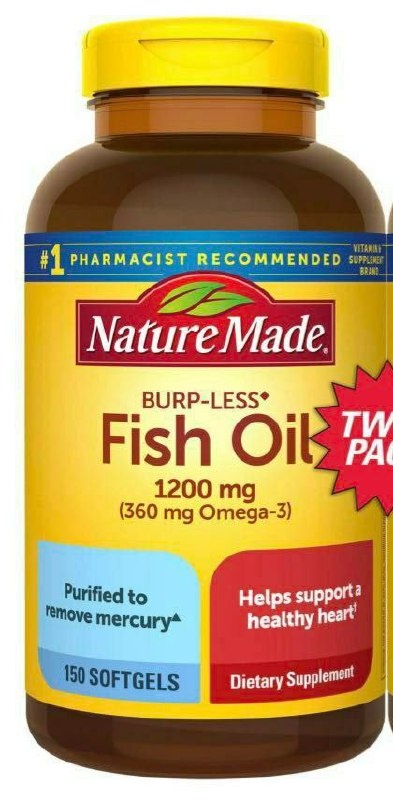 #1 PHARMACIST RECOMMENDED VITAMIN &
SUPPLEMENT
BRAND
Nature Made®
BURP-LESS◆
Fish Oil
1200 mg
(360 mg Omega-3)
Purified to
remove mercury▲
150 SOFTGELS
Helps support a
healthy heart†
Dietary Supplement
TW
PAC